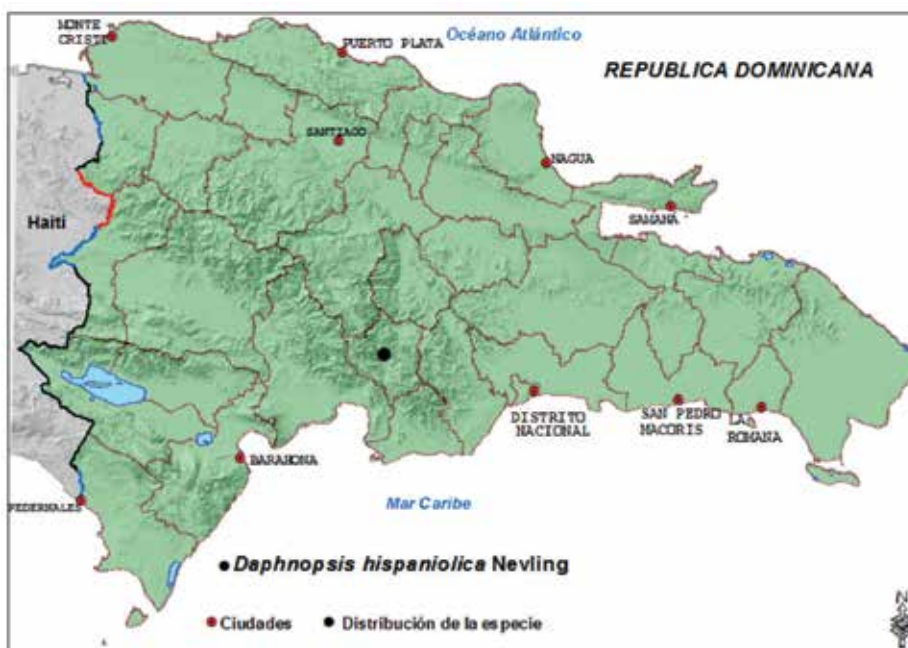 MONTE
CRISTI
PUERTO PLATA
Océano Atlántico
REPUBLICA DOMINICANA
SANTIAGO
NAGUA
Haití
SAMANÁ
DISTRITO
NACIONAL
SAN PEDRO
MACORIS
LA
ROMANA
BARAHONA
PEDERNALES
Mar Caribe
Daphnopsis hispaniolica Nevling
Ciudades
Distribución de la especie
N